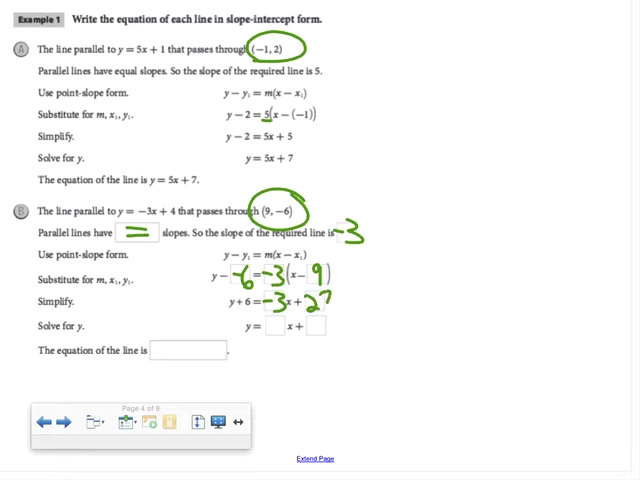 Example 1 Write the equation of each line in slope-intercept form.
A The line parallel to y = 5x + 1 that passes through (−1, 2)
Parallel lines have equal slopes. So the slope of the required line is 5.
Use point-slope form. y − y₁ = m(x − x₁)
Substitute for m, x₁, y₁. y − 2 = 5(x − (−1))
Simplify. y − 2 = 5x + 5
Solve for y. y = 5x + 7
The equation of the line is y = 5x + 7.
B The line parallel to y = −3x + 4 that passes through (9, −6)
Parallel lines have = slopes. So the slope of the required line is −3
Use point-slope form. y − y₁ = m(x − x₁)
Substitute for m, x₁, y₁. y − −6 = −3(x − 9)
Simplify. y + 6 = −3x + 27
Solve for y. y = x +
The equation of the line is .
Page 4 of 9
Extend Page